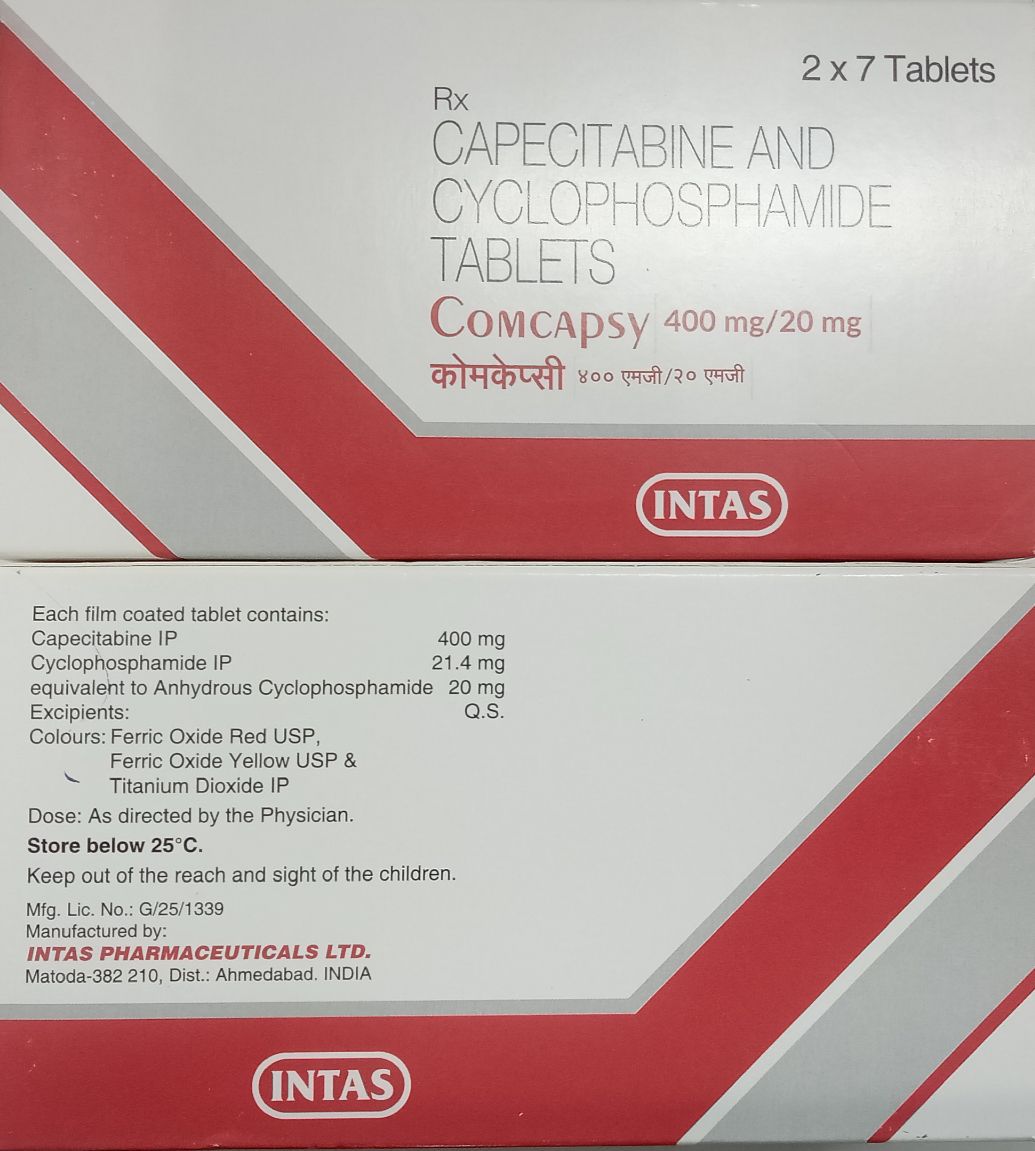 2 x 7 Tablets
Rx
CAPECITABINE AND
CYCLOPHOSPHAMIDE
TABLETS
COMCAPSY 400 mg/20 mg
कोमकेप्सी ४०० एमजी/२० एमजी
INTAS
Each film coated tablet contains:
Capecitabine IP 400 mg
Cyclophosphamide IP 21.4 mg
equivalent to Anhydrous Cyclophosphamide 20 mg
Excipients: Q.S.
Colours: Ferric Oxide Red USP,
Ferric Oxide Yellow USP &
Titanium Dioxide IP
Dose: As directed by the Physician.
Store below 25°C.
Keep out of the reach and sight of the children.
Mfg. Lic. No.: G/25/1339
Manufactured by:
INTAS PHARMACEUTICALS LTD.
Matoda-382 210, Dist.: Ahmedabad. INDIA
INTAS